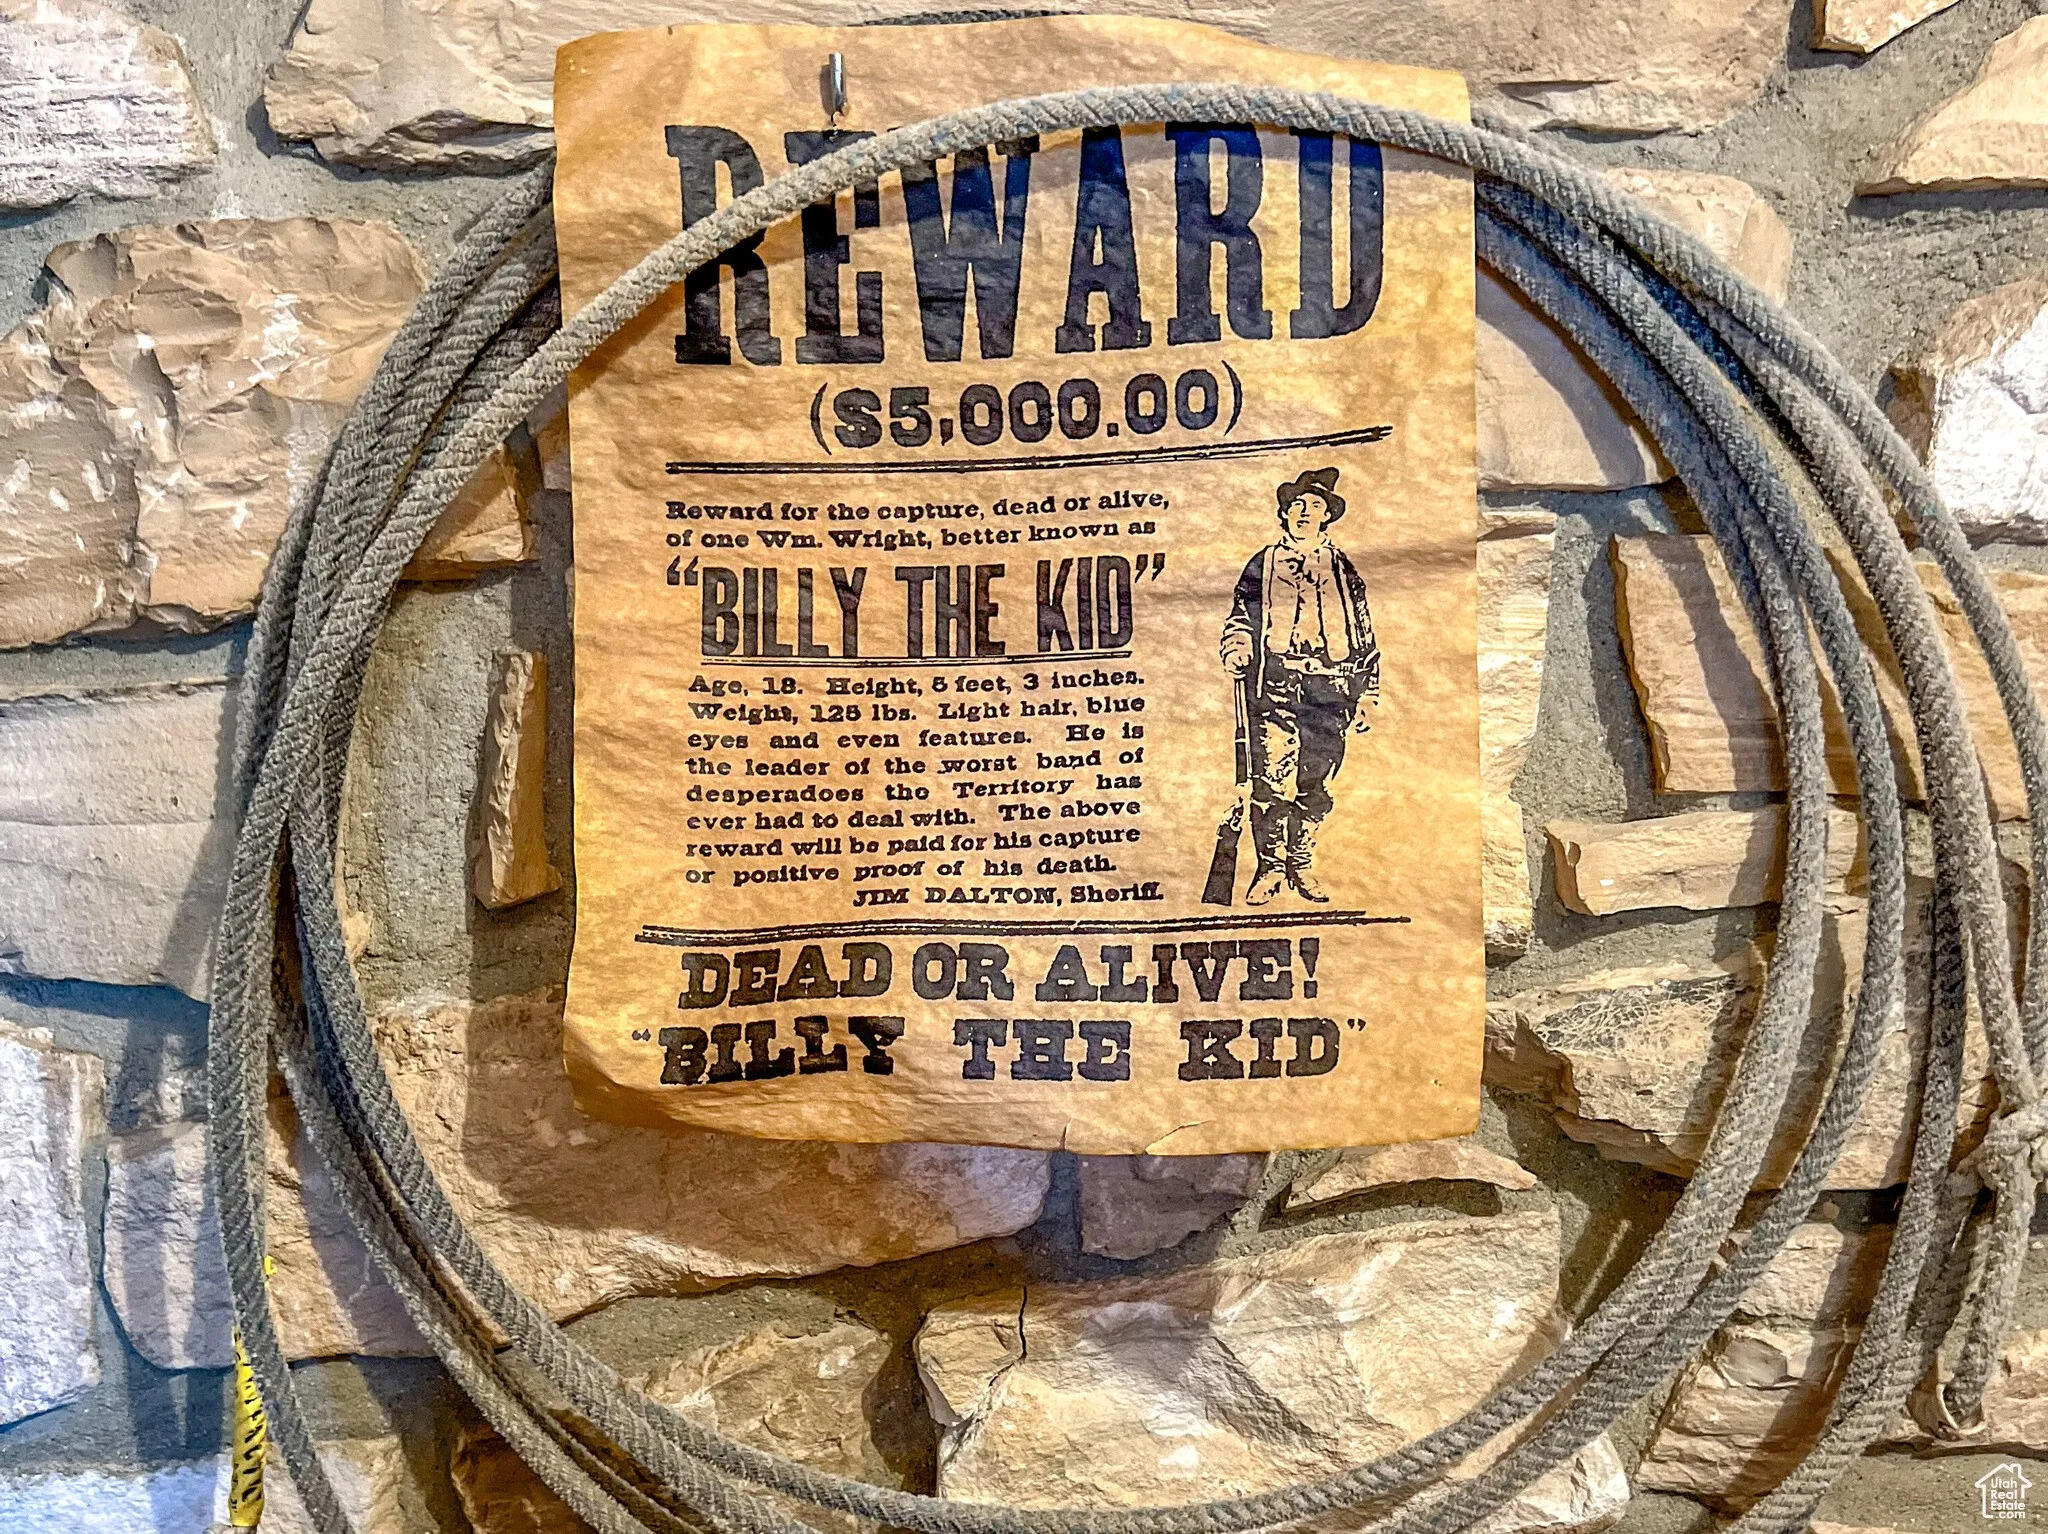 REWARD
($5,000.00)
Reward for the capture, dead or alive,
of one Wm. Wright, better known as
"BILLY THE KID"
Age, 18. Height, 5 feet, 3 inches.
Weight, 125 lbs. Light hair, blue
eyes and even features. He is
the leader of the worst band of
desperadoes the Territory has
ever had to deal with. The above
reward will be paid for his capture
or positive proof of his death.
JIM DALTON, Sheriff.
DEAD OR ALIVE!
"BILLY THE KID"
Utah
Real
Estate
.com